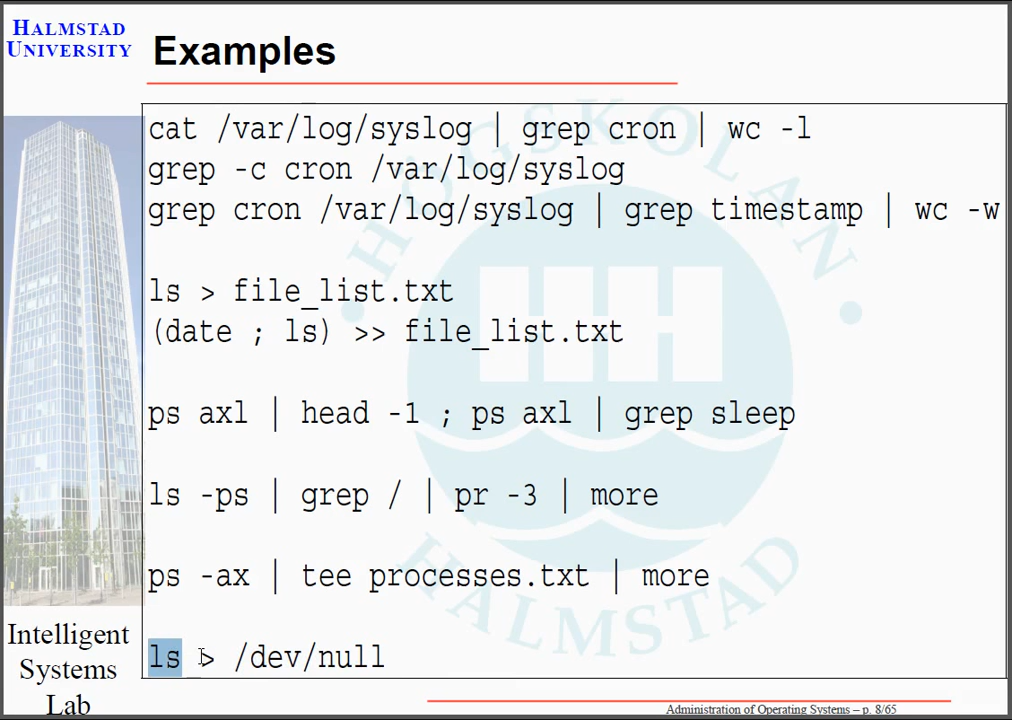 HALMSTAD
UNIVERSITY
Examples
cat /var/log/syslog | grep cron | wc -l
grep -c cron /var/log/syslog
grep cron /var/log/syslog | grep timestamp | wc -w
ls > file_list.txt
(date ; ls) >> file_list.txt
ps axl | head -1 ; ps axl | grep sleep
ls -ps | grep / | pr -3 | more
ps -ax | tee processes.txt | more
ls > /dev/null
Intelligent
Systems
Lab
Administration of Operating Systems – p. 8/65
HÖGSKOLAN
HALMSTAD